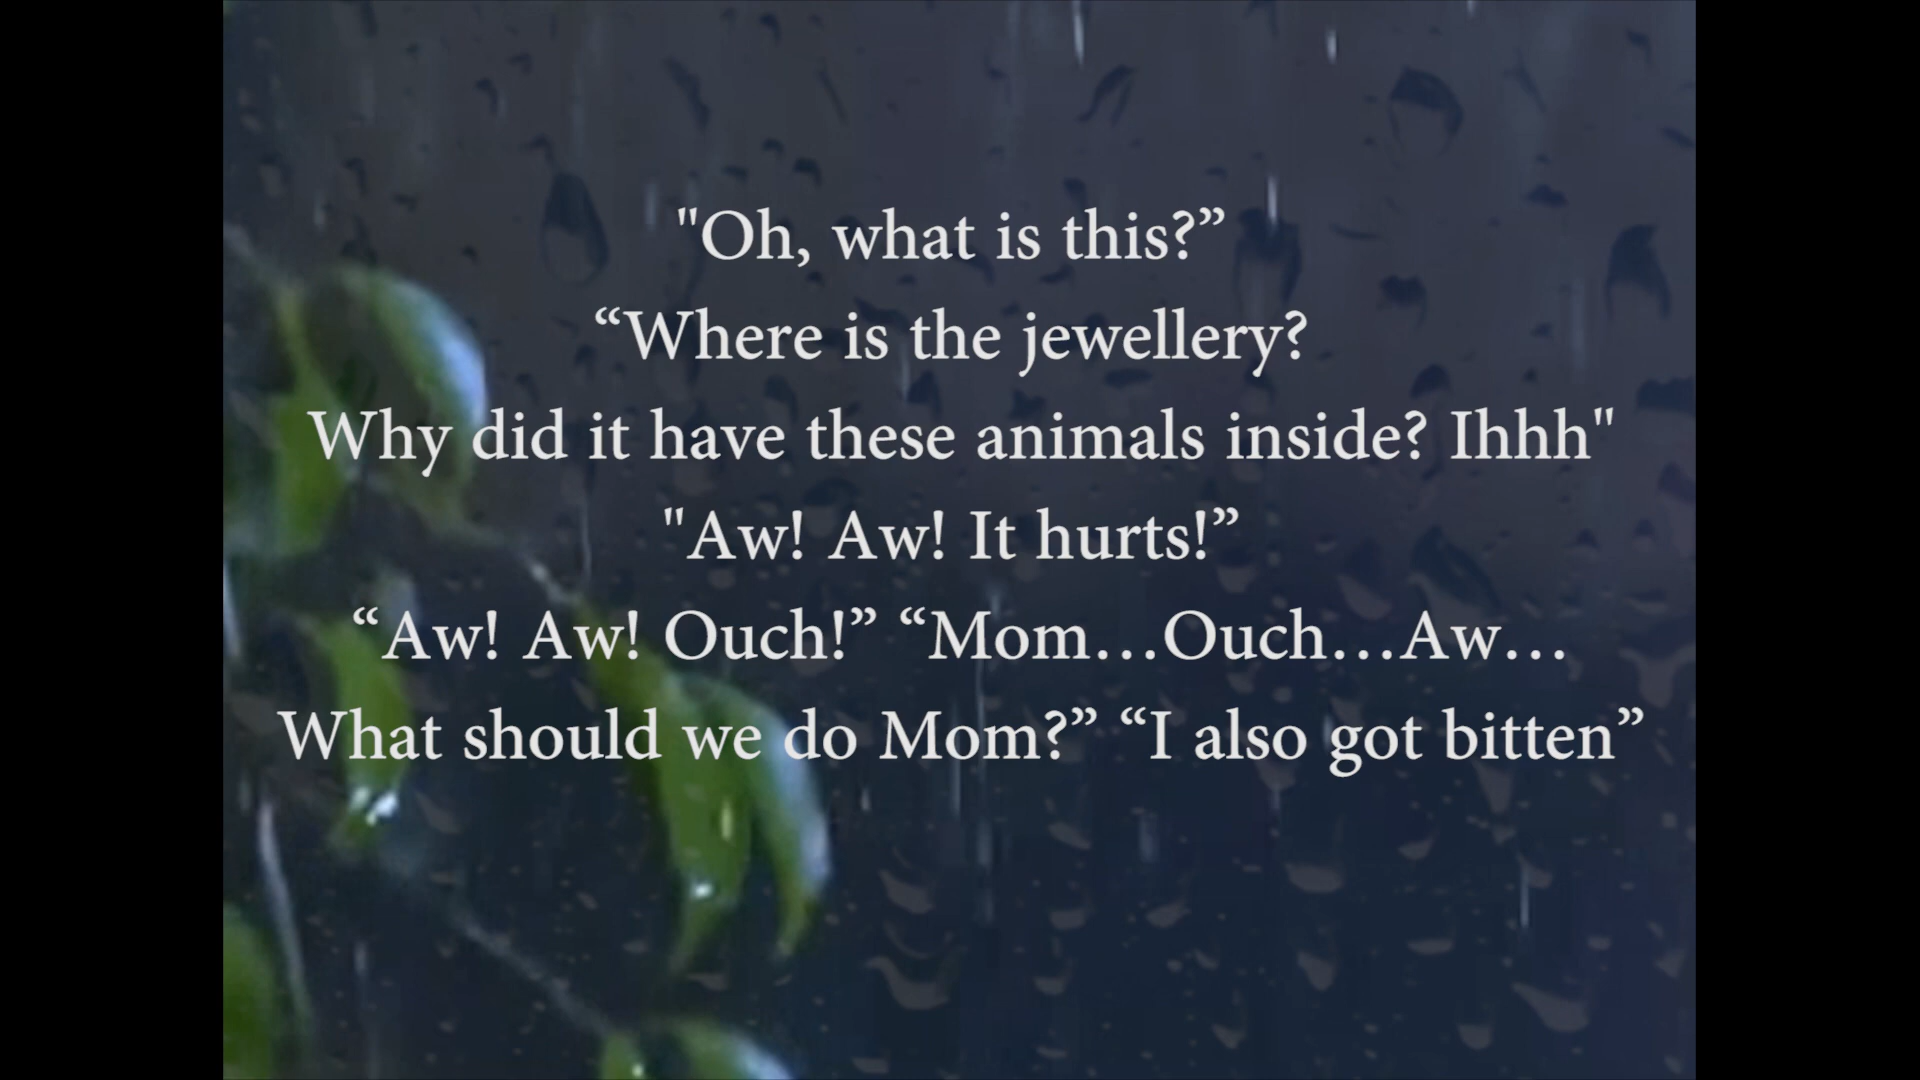 "Oh, what is this?”
“Where is the jewellery?
Why did it have these animals inside? Ihhh"
"Aw! Aw! It hurts!”
“Aw! Aw! Ouch!” “Mom…Ouch…Aw…
What should we do Mom?” “I also got bitten”